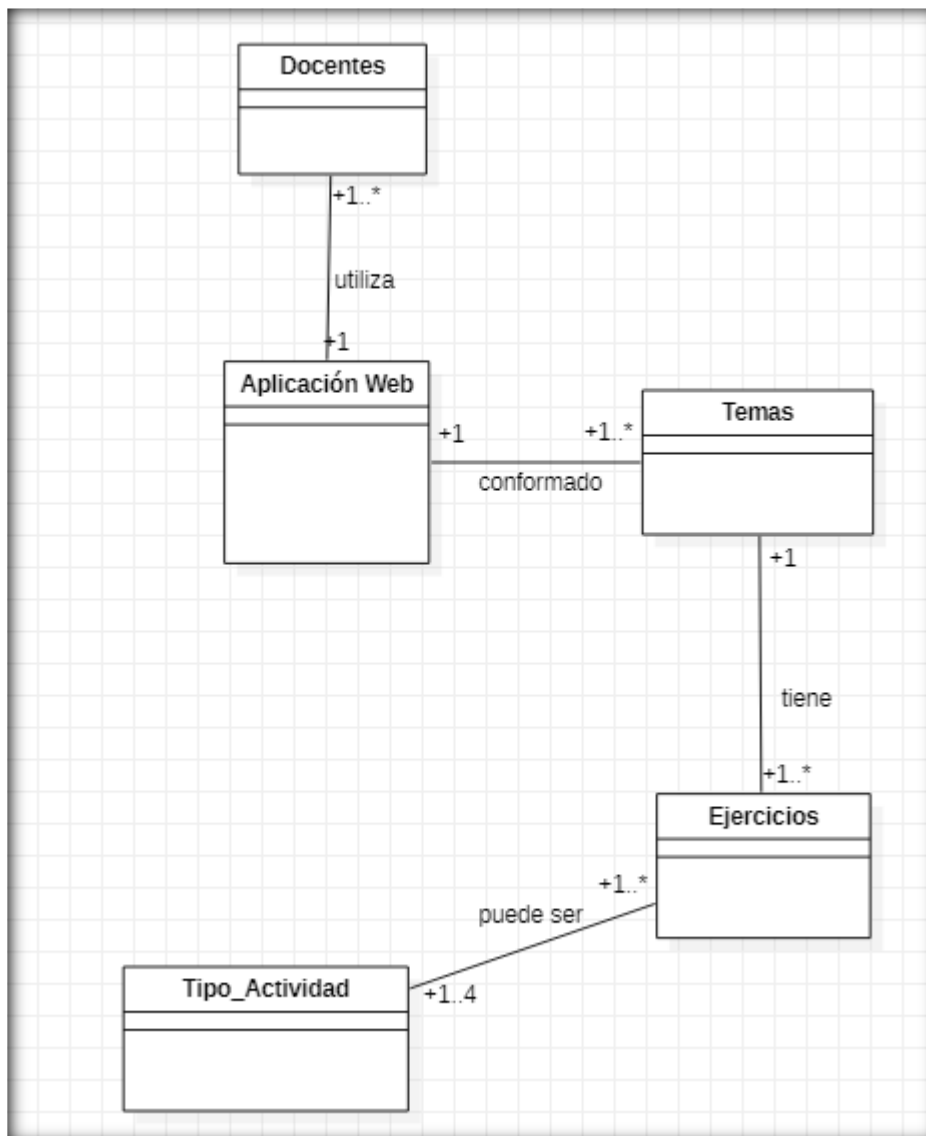 Docentes
+1..*
utiliza
+1
Aplicación Web
+1
+1..*
conformado
Temas
+1
tiene
+1..*
Ejercicios
+1..*
puede ser
+1..4
Tipo_Actividad